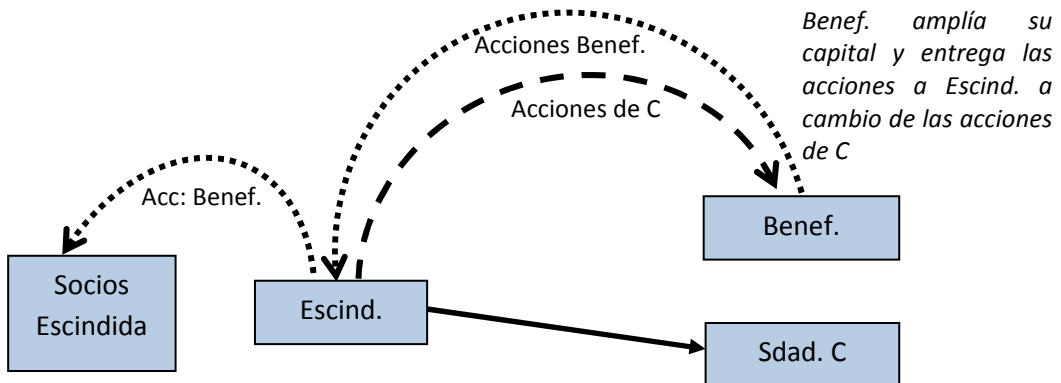 Acciones Benef.
Acciones de C
Acc: Benef.
Benef. amplía su
capital y entrega las
acciones a Escind. a
cambio de las acciones
de C
Benef.
Socios
Escindida
Escind.
Sdad. C